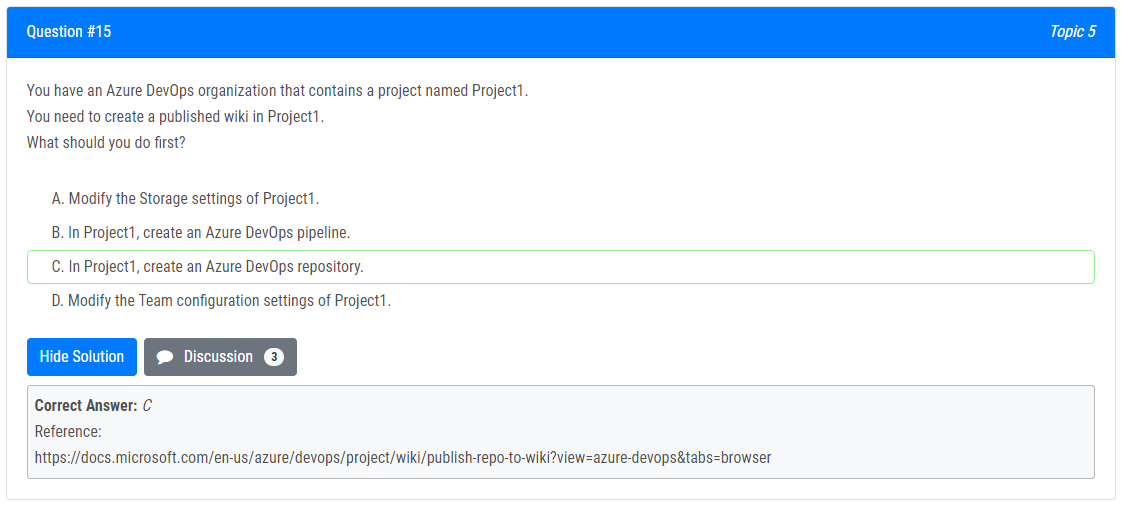 Question #15
Topic 5
You have an Azure DevOps organization that contains a project named Project1.
You need to create a published wiki in Project1.
What should you do first?
A. Modify the Storage settings of Project1.
B. In Project1, create an Azure DevOps pipeline.
C. In Project1, create an Azure DevOps repository.
D. Modify the Team configuration settings of Project1.
Hide Solution
Discussion 3
Correct Answer: C
Reference:
https://docs.microsoft.com/en-us/azure/devops/project/wiki/publish-repo-to-wiki?view=azure-devops&tabs=browser